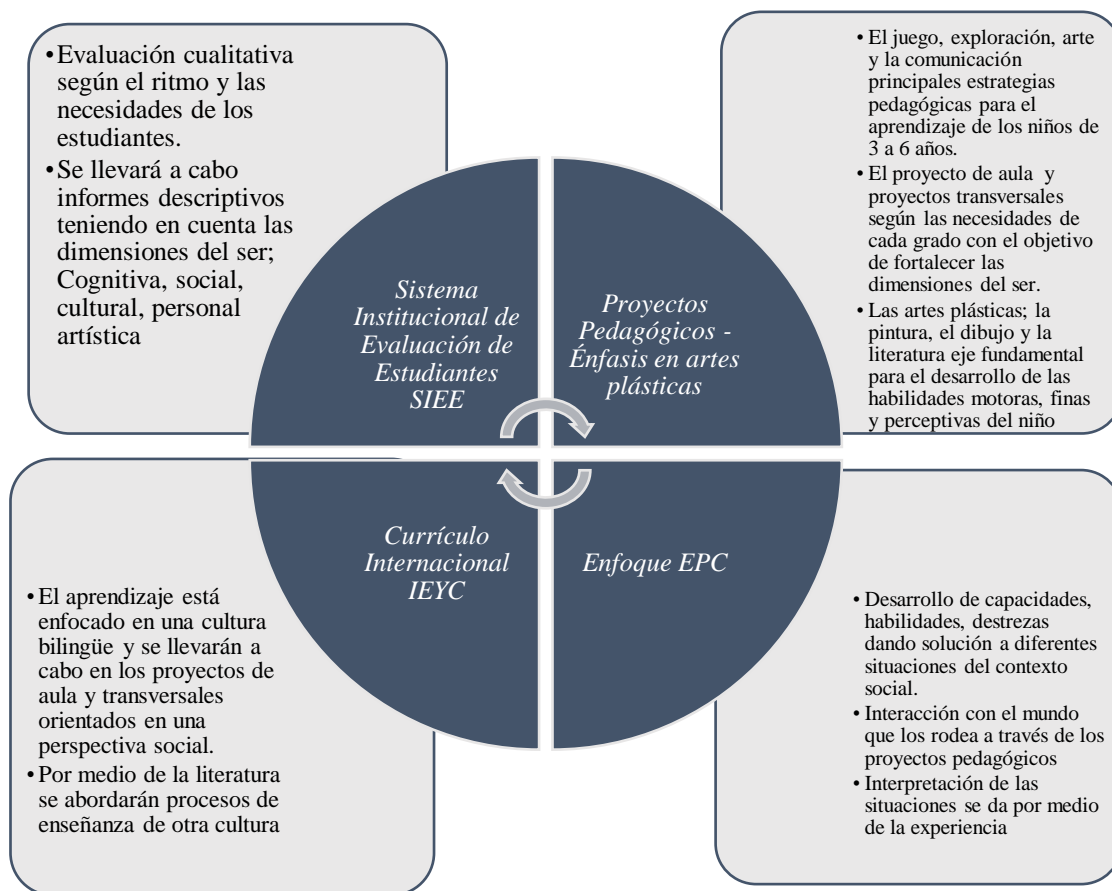 •Evaluación cualitativa
según el ritmo y las
necesidades de los
estudiantes.
•Se llevará a cabo
informes descriptivos
teniendo en cuenta las
dimensiones del ser;
Cognitiva, social,
cultural, personal
artística
• El juego, exploración, arte
y la comunicación
principales estrategias
pedagógicas para el
aprendizaje de los niños de
3 a 6 años.
• El proyecto de aula y
proyectos transversales
según las necesidades de
cada grado con el objetivo
de fortalecer las
dimensiones del ser.
• Las artes plásticas; la
pintura, el dibujo y la
literatura eje fundamental
para el desarrollo de las
habilidades motoras, finas
y perceptivas del niño
Sistema
Institucional de
Evaluación de
Estudiantes
SIEE
Proyectos
Pedagógicos -
Énfasis en artes
plásticas
Currículo
Internacional
IEYC
Enfoque EPC
•El aprendizaje está
enfocado en una cultura
bilingüe y se llevarán a
cabo en los proyectos de
aula y transversales
orientados en una
perspectiva social.
•Por medio de la literatura
se abordarán procesos de
enseñanza de otra cultura
• Desarrollo de capacidades,
habilidades, destrezas
dando solución a diferentes
situaciones del contexto
social.
• Interacción con el mundo
que los rodea a través de los
proyectos pedagógicos
• Interpretación de las
situaciones se da por medio
de la experiencia